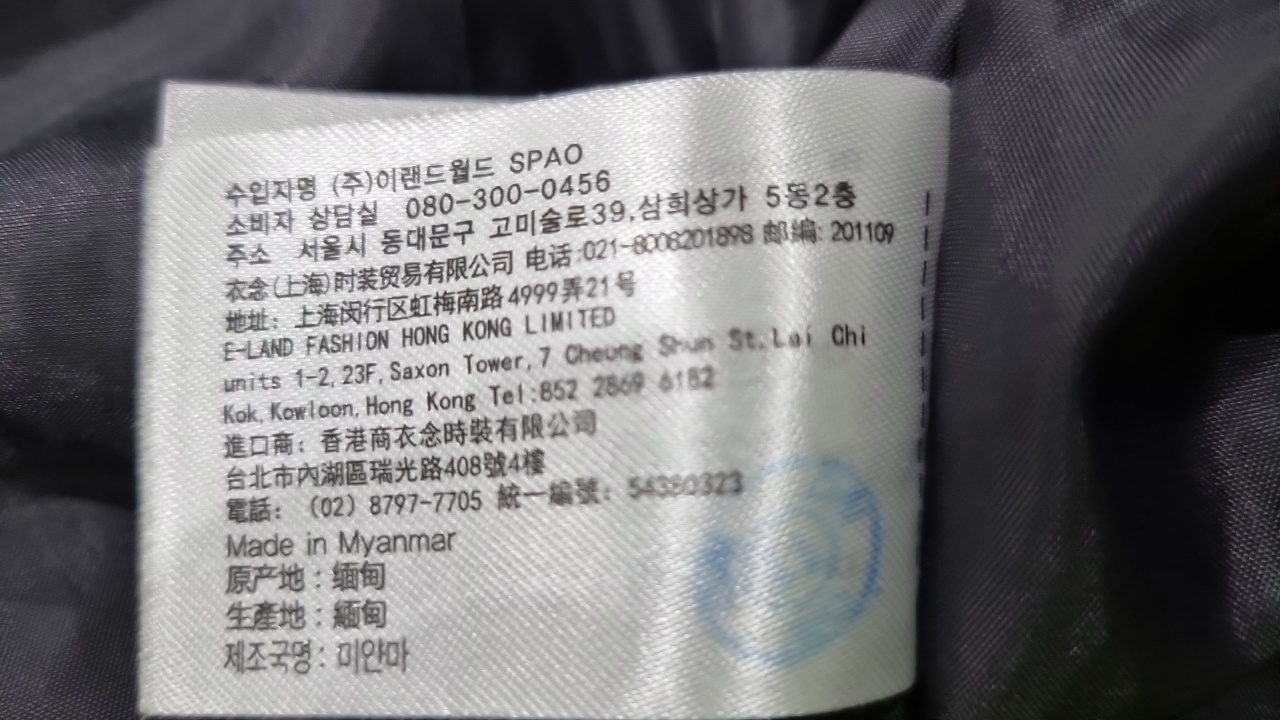 수입자명 (주)이랜드월드 SPAO
소비자 상담실 080-300-0456
주소 서울시 동대문구 고미술로39,삼희상가 5동2층
衣念(上海)时装贸易有限公司 电话:021-8008201898 邮编: 201109
地址: 上海闵行区虹梅南路4999弄21号
E-LAND FASHION HONG KONG LIMITED
units 1-2,23F,Saxon Tower,7 Cheung Shun St.Lai Chi
Kok,Kowloon,Hong Kong Tel:852 2869 6182
進口商: 香港商衣念時裝有限公司
台北市內湖區瑞光路408號4樓
電話: (02) 8797-7705 統一編號: 54380323
Made in Myanmar
原产地 : 缅甸
生產地 : 緬甸
제조국명 : 미얀마